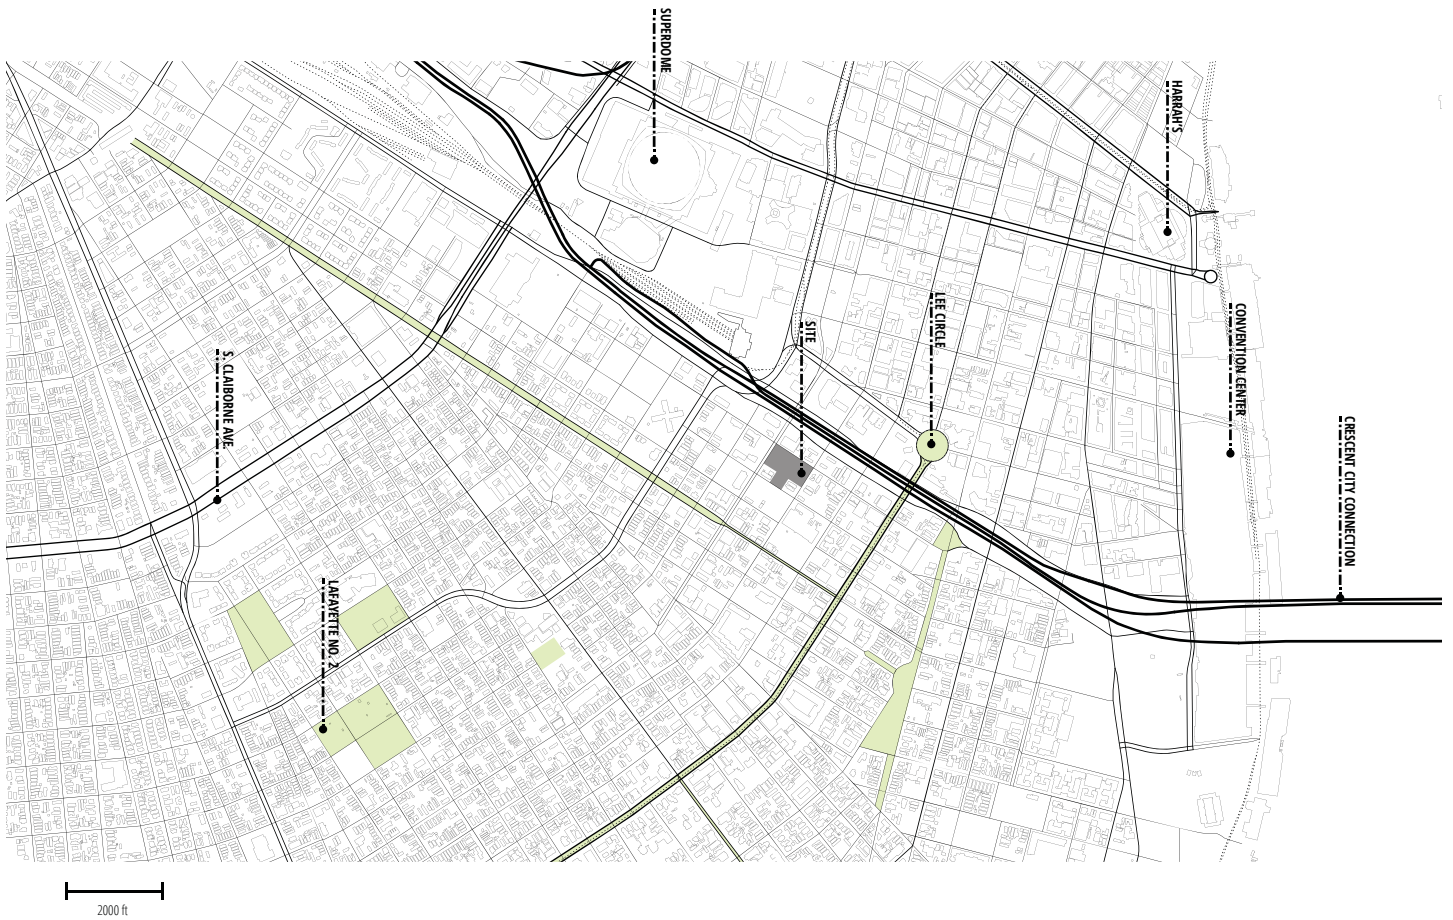 SUPERDOME
HARRAH'S
LEE CIRCLE
CONVENTION CENTER
SITE
S. CLAIBORNE AVE.
CRESCENT CITY CONNECTION
LAFAYETTE NO. 2
2000 ft